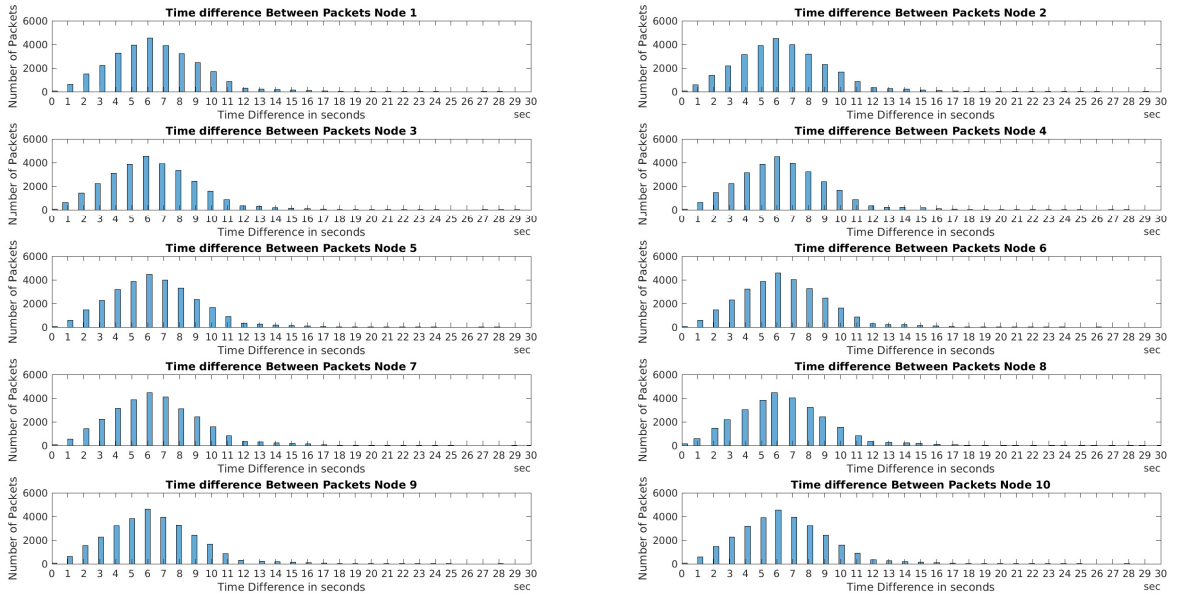 Time difference Between Packets Node 1
Number of Packets
6000
4000
2000
0
0 1 2 3 4 5 6 7 8 9 10 11 12 13 14 15 16 17 18 19 20 21 22 23 24 25 26 27 28 29 30
Time Difference in seconds
sec
Time difference Between Packets Node 2
Number of Packets
6000
4000
2000
0
0 1 2 3 4 5 6 7 8 9 10 11 12 13 14 15 16 17 18 19 20 21 22 23 24 25 26 27 28 29 30
Time Difference in seconds
sec
Time difference Between Packets Node 3
Number of Packets
6000
4000
2000
0
0 1 2 3 4 5 6 7 8 9 10 11 12 13 14 15 16 17 18 19 20 21 22 23 24 25 26 27 28 29 30
Time Difference in seconds
sec
Time difference Between Packets Node 4
Number of Packets
6000
4000
2000
0
0 1 2 3 4 5 6 7 8 9 10 11 12 13 14 15 16 17 18 19 20 21 22 23 24 25 26 27 28 29 30
Time Difference in seconds
sec
Time difference Between Packets Node 5
Number of Packets
6000
4000
2000
0
0 1 2 3 4 5 6 7 8 9 10 11 12 13 14 15 16 17 18 19 20 21 22 23 24 25 26 27 28 29 30
Time Difference in seconds
sec
Time difference Between Packets Node 6
Number of Packets
6000
4000
2000
0
0 1 2 3 4 5 6 7 8 9 10 11 12 13 14 15 16 17 18 19 20 21 22 23 24 25 26 27 28 29 30
Time Difference in seconds
sec
Time difference Between Packets Node 7
Number of Packets
6000
4000
2000
0
0 1 2 3 4 5 6 7 8 9 10 11 12 13 14 15 16 17 18 19 20 21 22 23 24 25 26 27 28 29 30
Time Difference in seconds
sec
Time difference Between Packets Node 8
Number of Packets
6000
4000
2000
0
0 1 2 3 4 5 6 7 8 9 10 11 12 13 14 15 16 17 18 19 20 21 22 23 24 25 26 27 28 29 30
Time Difference in seconds
sec
Time difference Between Packets Node 9
Number of Packets
6000
4000
2000
0
0 1 2 3 4 5 6 7 8 9 10 11 12 13 14 15 16 17 18 19 20 21 22 23 24 25 26 27 28 29 30
Time Difference in seconds
sec
Time difference Between Packets Node 10
Number of Packets
6000
4000
2000
0
0 1 2 3 4 5 6 7 8 9 10 11 12 13 14 15 16 17 18 19 20 21 22 23 24 25 26 27 28 29 30
Time Difference in seconds
sec